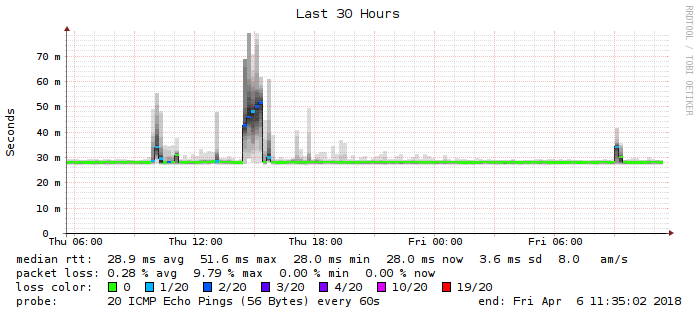 Last 30 Hours
RRDTOOL / TOBI OETIKER
Seconds
70 m
60 m
50 m
40 m
30 m
20 m
10 m
0
Thu 06:00 Thu 12:00 Thu 18:00 Fri 00:00 Fri 06:00
median rtt: 28.9 ms avg 51.6 ms max 28.0 ms min 28.0 ms now 3.6 ms sd 8.0 am/s
packet loss: 0.28 % avg 9.79 % max 0.00 % min 0.00 % now
loss color: 0 1/20 2/20 3/20 4/20 10/20 19/20
probe: 20 ICMP Echo Pings (56 Bytes) every 60s end: Fri Apr 6 11:35:02 2018